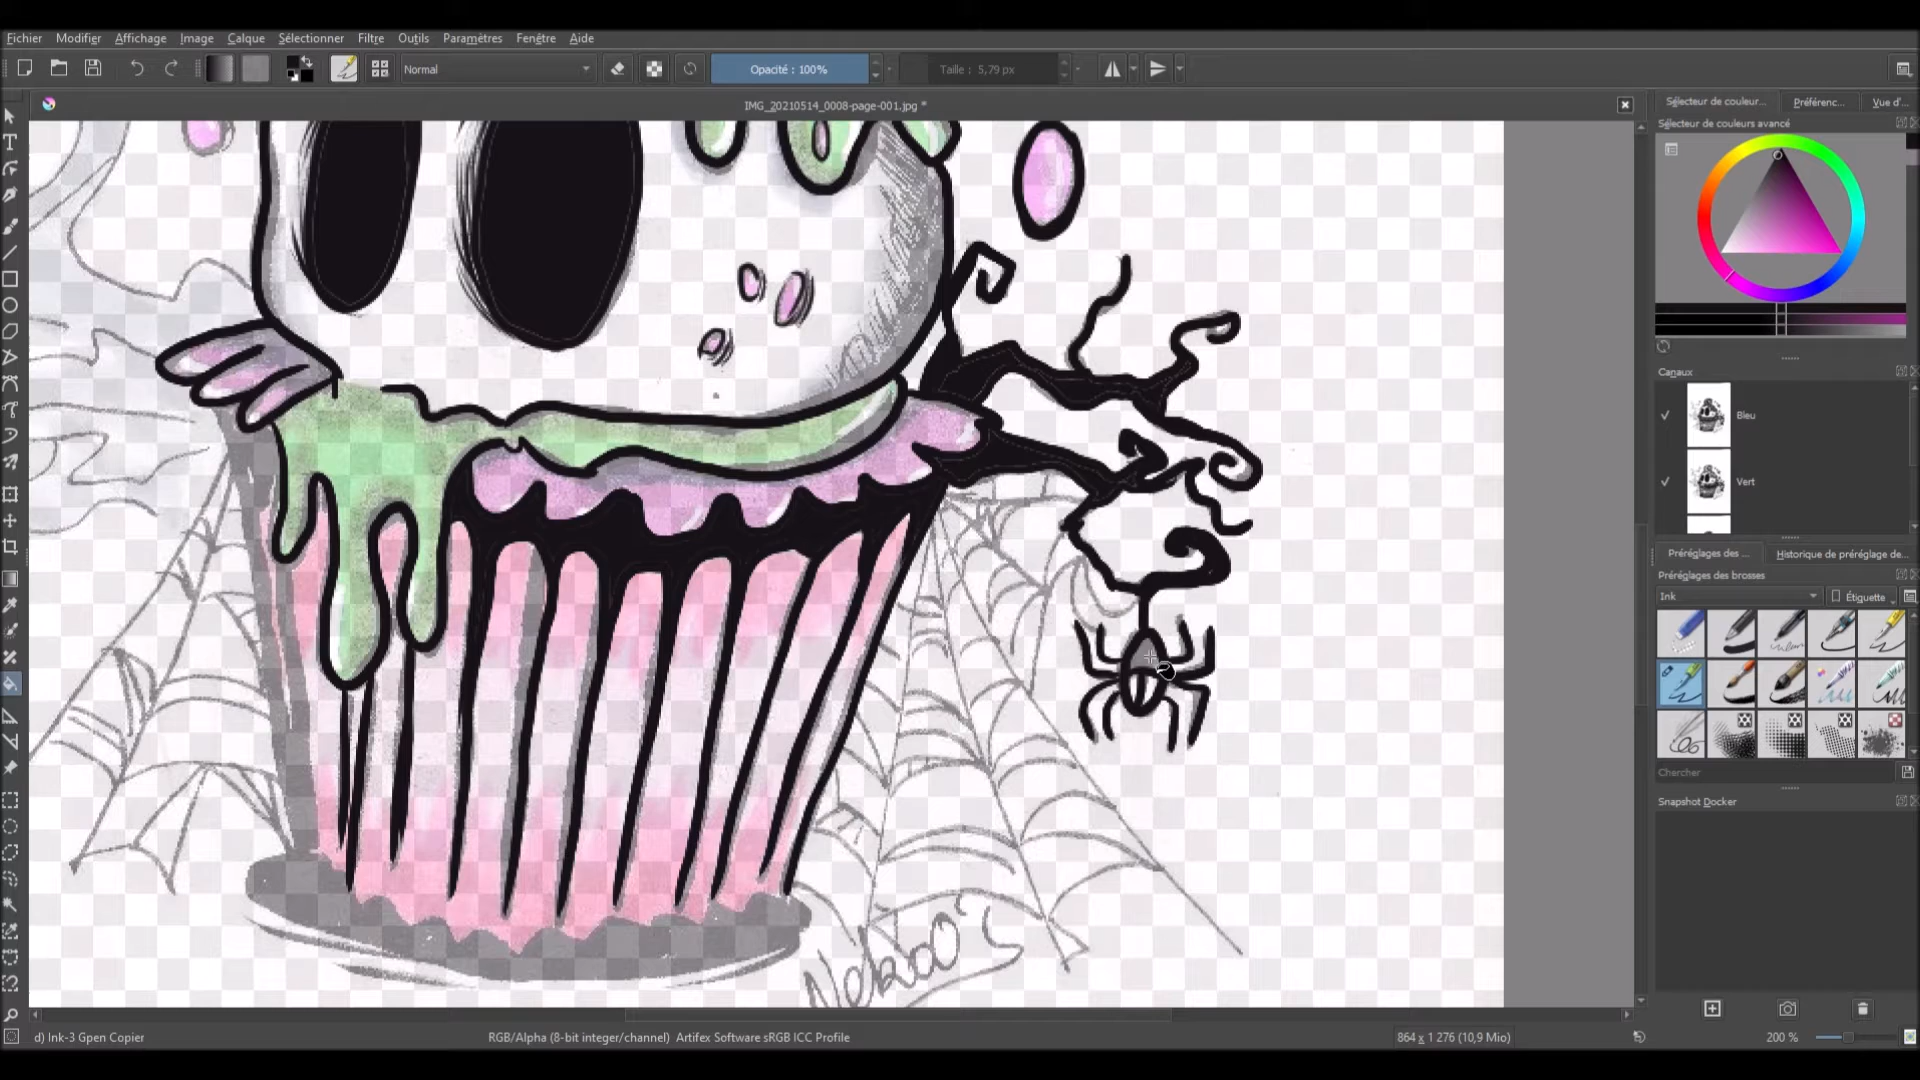 Fichier Modifier Affichage Image Calque Sélectionner Filtre Outils Paramètres Fenêtre Aide
Normal Opacité : 100% Taille : 5,79 px
IMG_20210514_0008-page-001.jpg *
Sélecteur de couleur... Préférenc... Vue d'...
Sélecteur de couleurs avancé
Canaux
Bleu
Vert
Préréglages des ... Historique de préréglage de...
Préréglages des brosses
Ink Étiquette
Chercher
Snapshot Docker
d) Ink-3 Gpen Copier RGB/Alpha (8-bit integer/channel) Artifex Software sRGB ICC Profile 864 x 1 276 (10,9 Mio) 200 %